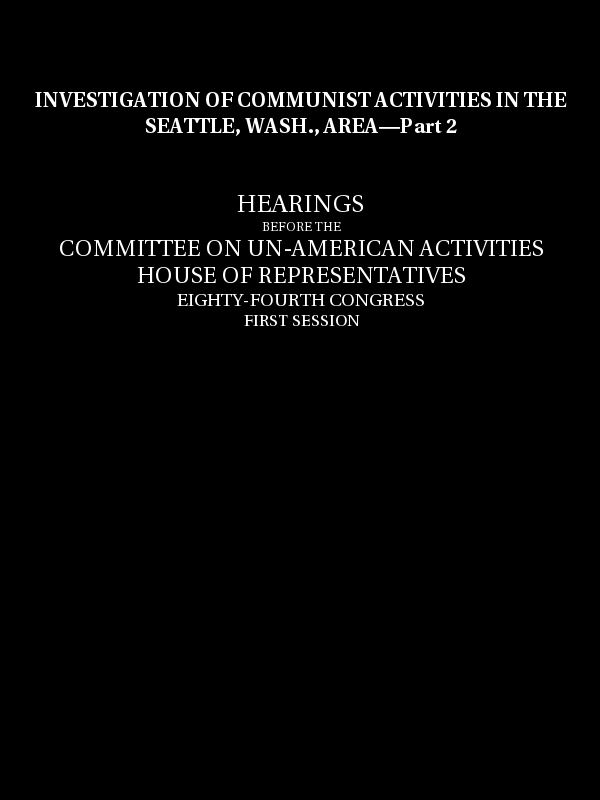 INVESTIGATION OF COMMUNIST ACTIVITIES IN THE
SEATTLE, WASH., AREA—Part 2
HEARINGS
BEFORE THE
COMMITTEE ON UN-AMERICAN ACTIVITIES
HOUSE OF REPRESENTATIVES
EIGHTY-FOURTH CONGRESS
FIRST SESSION